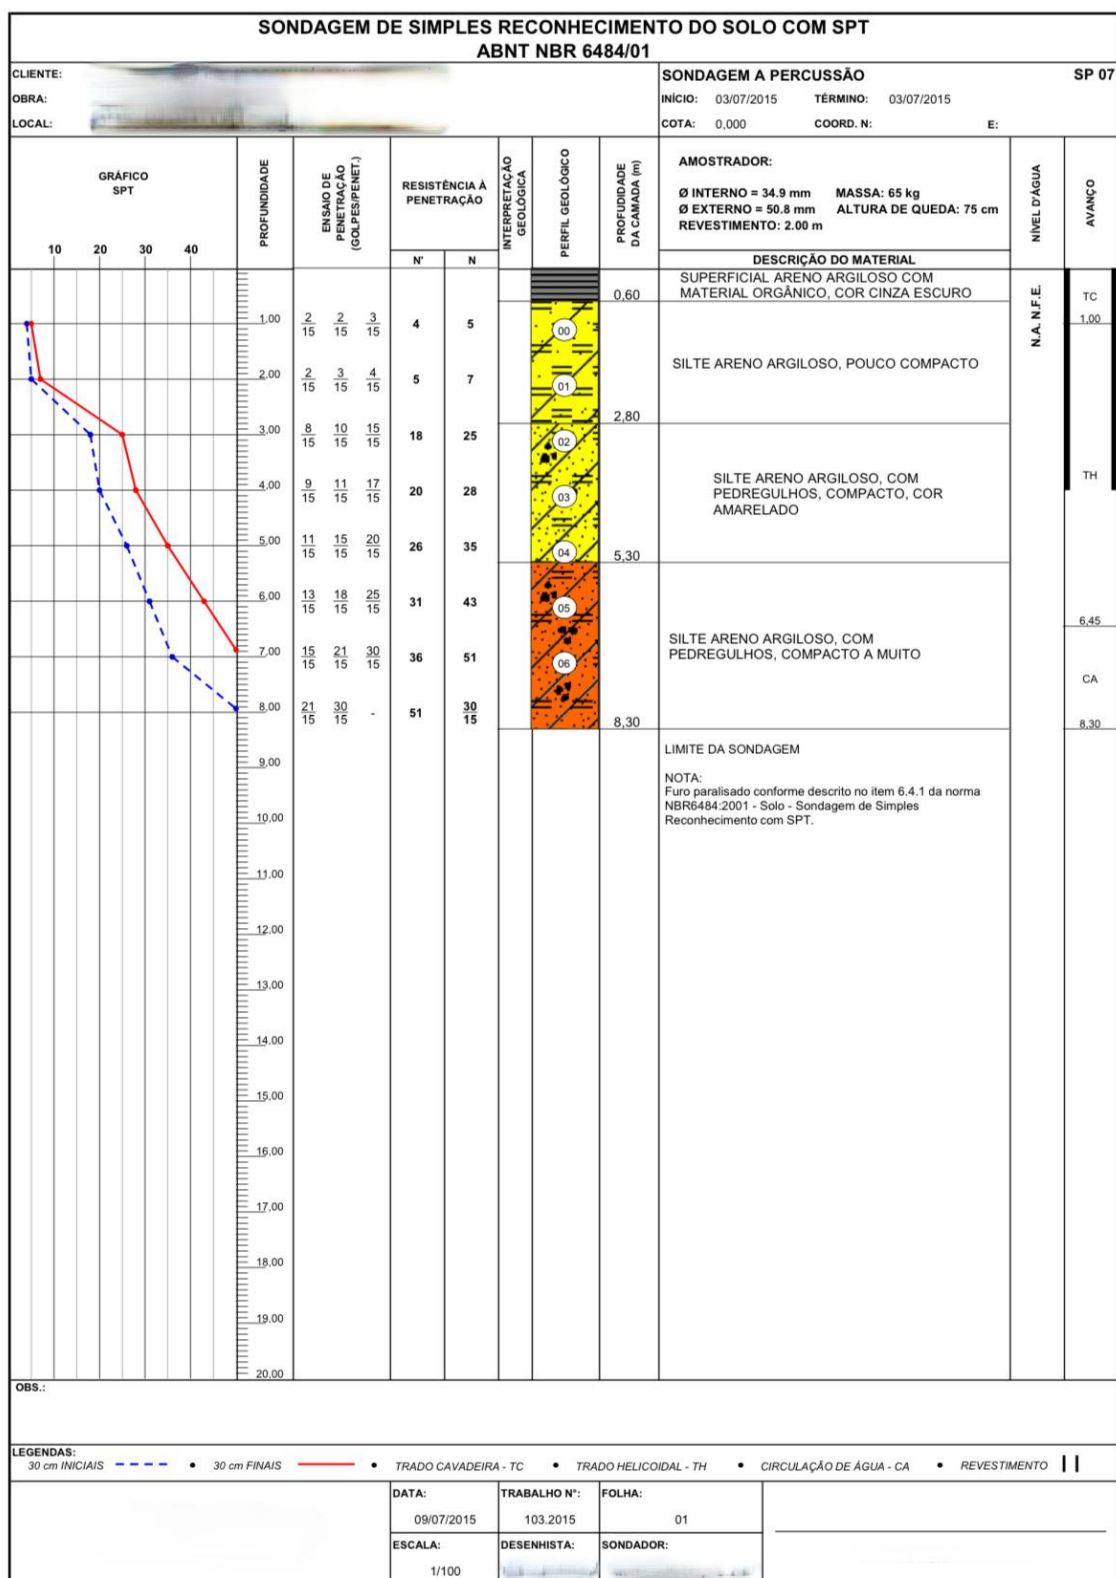 SONDAGEM DE SIMPLES RECONHECIMENTO DO SOLO COM SPT
ABNT NBR 6484/01
CLIENTE:
OBRA:
LOCAL:
SONDAGEM A PERCUSSÃO SP 07
INÍCIO: 03/07/2015 TÉRMINO: 03/07/2015
COTA: 0,000 COORD. N: E:
GRÁFICO
SPT
10 20 30 40
PROFUNDIDADE
ENSAIO DE
PENETRAÇÃO
(GOLPES/PENET.)
RESISTÊNCIA À
PENETRAÇÃO
N' N
INTERPRETAÇÃO
GEOLÓGICA
PERFIL GEOLÓGICO
PROFUDIDADE
DA CAMADA (m)
AMOSTRADOR:
Ø INTERNO = 34.9 mm MASSA: 65 kg
Ø EXTERNO = 50.8 mm ALTURA DE QUEDA: 75 cm
REVESTIMENTO: 2.00 m
DESCRIÇÃO DO MATERIAL
NÍVEL D'ÁGUA
AVANÇO
SUPERFICIAL ARENO ARGILOSO COM
MATERIAL ORGÂNICO, COR CINZA ESCURO
0,60
N.A. N.F.E.
TC
1,00
1,00 2/15 2/15 3/15 4 5
00
SILTE ARENO ARGILOSO, POUCO COMPACTO
2,00 2/15 3/15 4/15 5 7
01
2,80
3,00 8/15 10/15 15/15 18 25
02
4,00 9/15 11/15 17/15 20 28
03
SILTE ARENO ARGILOSO, COM
PEDREGULHOS, COMPACTO, COR
AMARELADO
TH
5,00 11/15 15/15 20/15 26 35
04
5,30
6,00 13/15 18/15 25/15 31 43
05
6,45
SILTE ARENO ARGILOSO, COM
PEDREGULHOS, COMPACTO A MUITO
7,00 15/15 21/15 30/15 36 51
06
CA
8,00 21/15 30/15 - 51 30/15
8,30
8,30
LIMITE DA SONDAGEM
NOTA:
Furo paralisado conforme descrito no item 6.4.1 da norma
NBR6484:2001 - Solo - Sondagem de Simples
Reconhecimento com SPT.
9,00
10,00
11,00
12,00
13,00
14,00
15,00
16,00
17,00
18,00
19,00
20,00
OBS.:
LEGENDAS:
30 cm INICIAIS • 30 cm FINAIS • TRADO CAVADEIRA - TC • TRADO HELICOIDAL - TH • CIRCULAÇÃO DE ÁGUA - CA • REVESTIMENTO
DATA: TRABALHO N°: FOLHA:
09/07/2015 103.2015 01
ESCALA: DESENHISTA: SONDADOR:
1/100